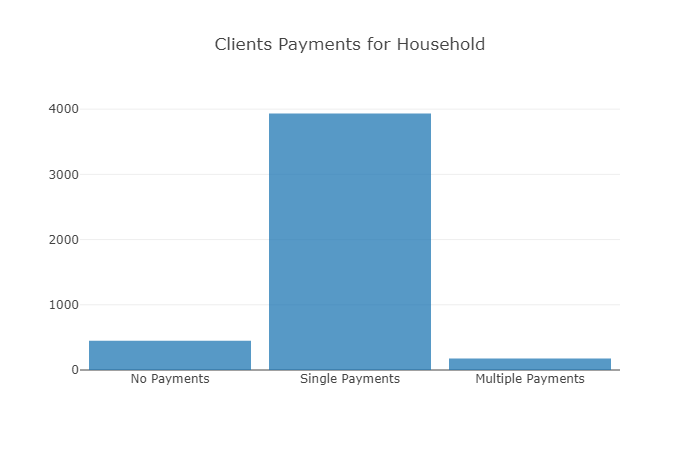 Clients Payments for Household
4000
3000
2000
1000
0
No Payments
Single Payments
Multiple Payments